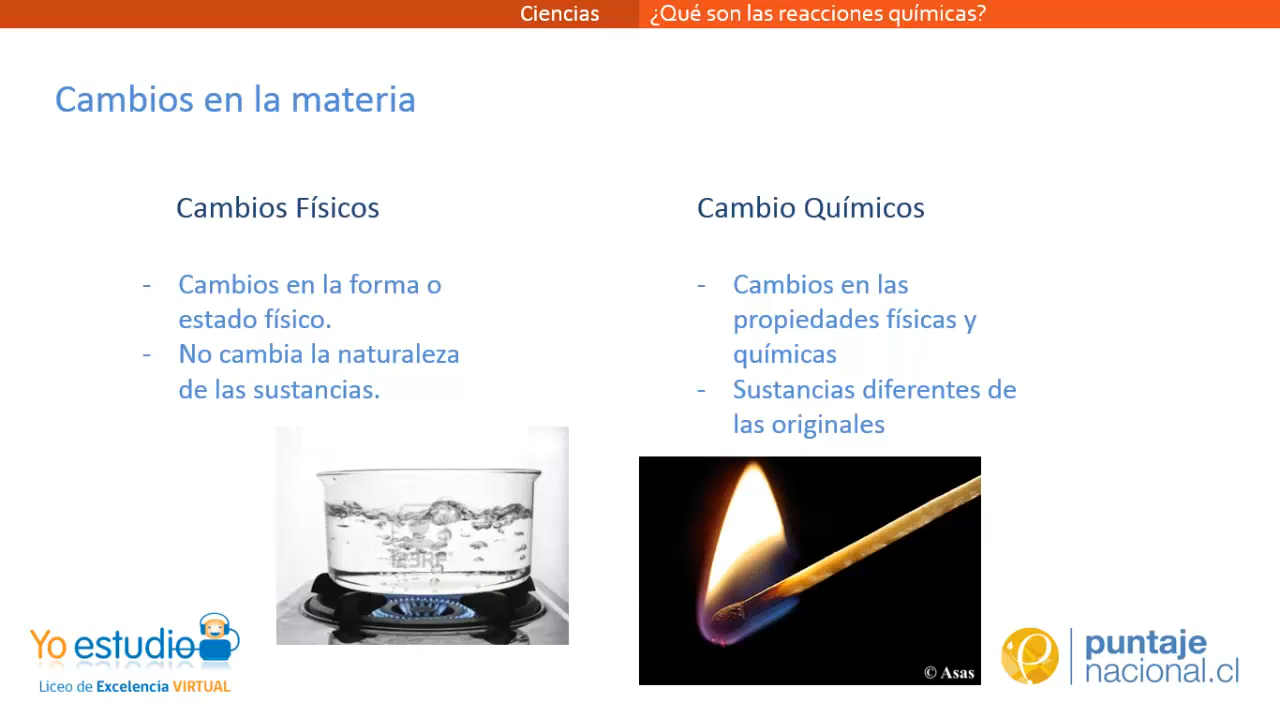 Ciencias
¿Qué son las reacciones químicas?
Cambios en la materia
Cambios Físicos
- Cambios en la forma o
estado físico.
- No cambia la naturaleza
de las sustancias.
Cambio Químicos
- Cambios en las
propiedades físicas y
químicas
- Sustancias diferentes de
las originales
123RF
© Asas
Yo estudio
Liceo de Excelencia VIRTUAL
puntaje
nacional.cl